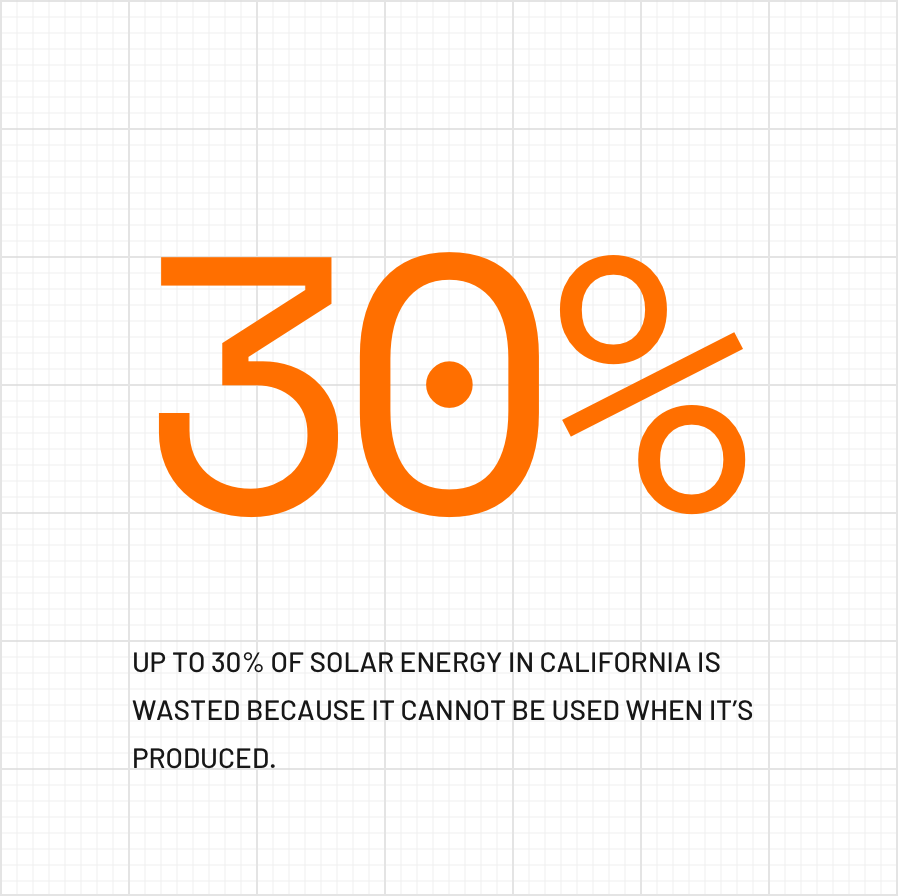 30%
UP TO 30% OF SOLAR ENERGY IN CALIFORNIA IS
WASTED BECAUSE IT CANNOT BE USED WHEN IT’S
PRODUCED.